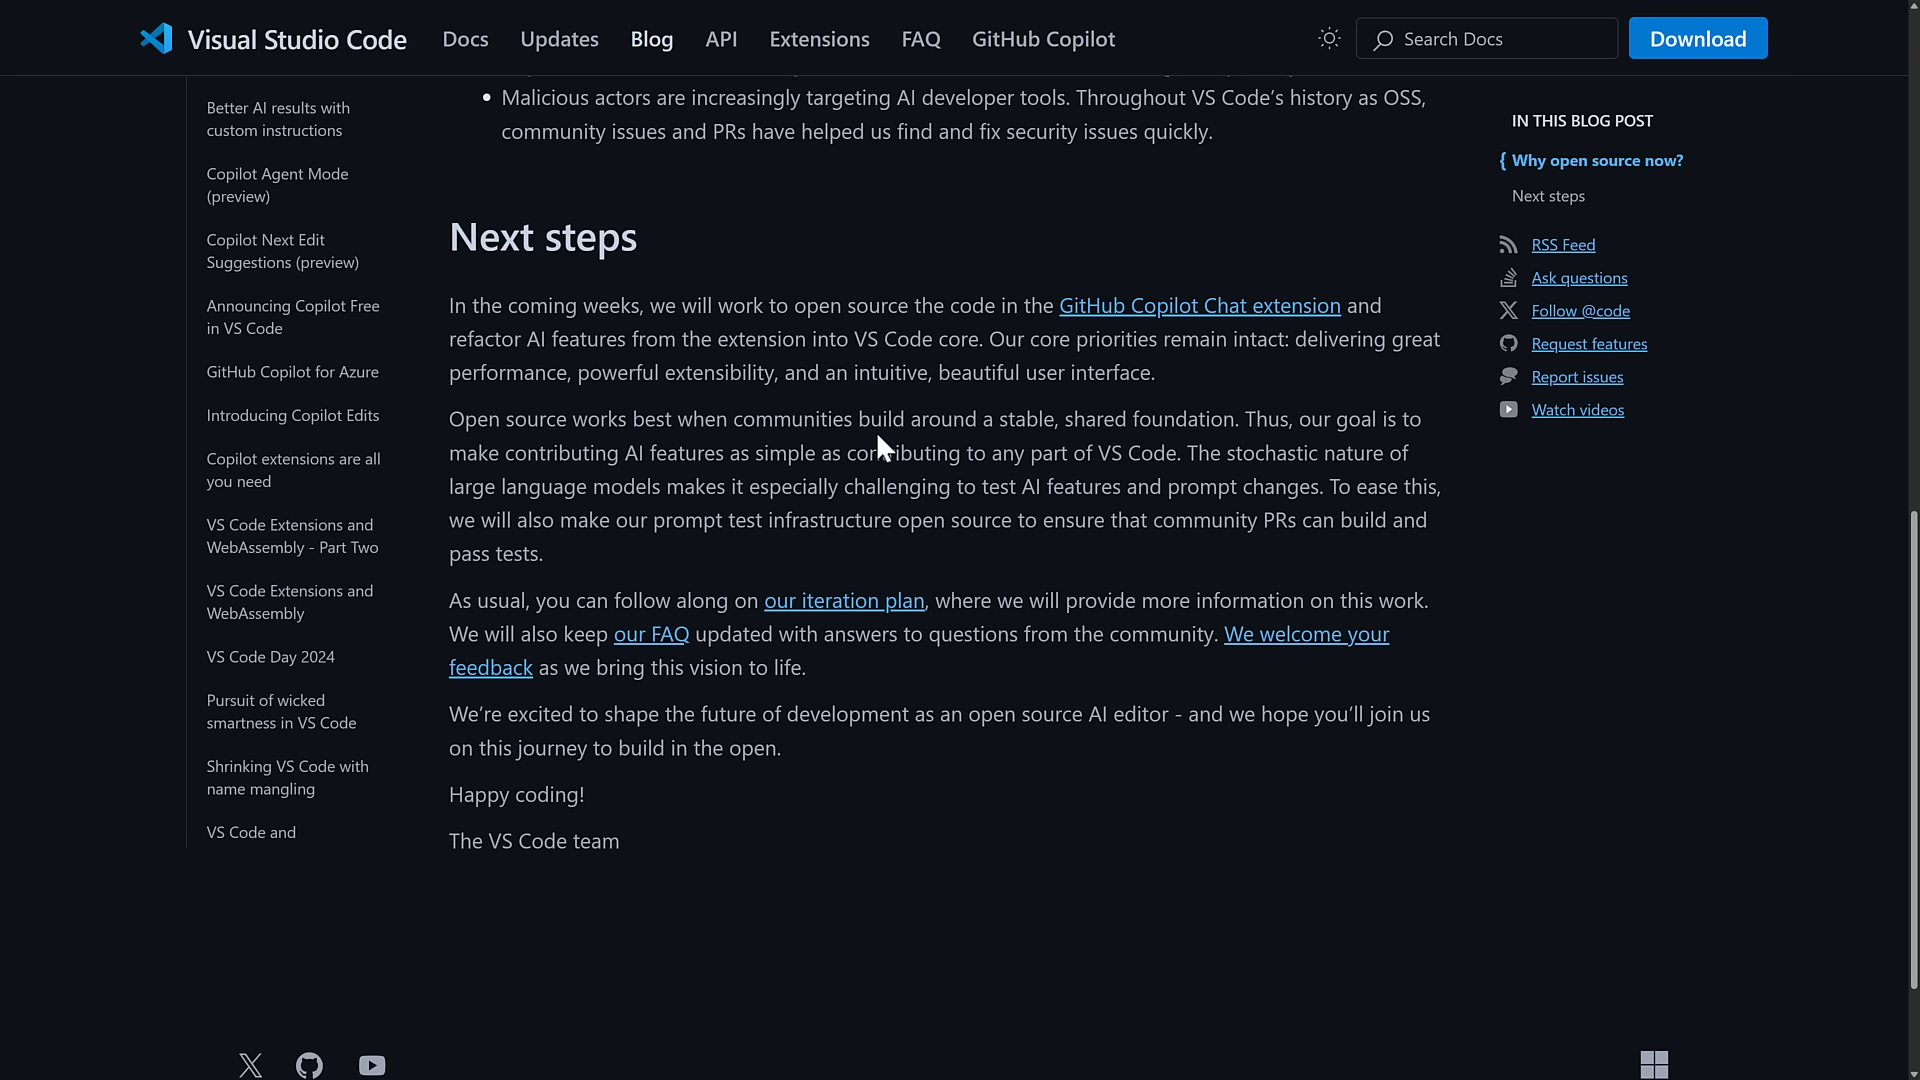 Visual Studio Code
Docs
Updates
Blog
API
Extensions
FAQ
GitHub Copilot
Search Docs
Download
Better AI results with
custom instructions
Copilot Agent Mode
(preview)
Copilot Next Edit
Suggestions (preview)
Announcing Copilot Free
in VS Code
GitHub Copilot for Azure
Introducing Copilot Edits
Copilot extensions are all
you need
VS Code Extensions and
WebAssembly - Part Two
VS Code Extensions and
WebAssembly
VS Code Day 2024
Pursuit of wicked
smartness in VS Code
Shrinking VS Code with
name mangling
VS Code and
• Malicious actors are increasingly targeting AI developer tools. Throughout VS Code’s history as OSS,
community issues and PRs have helped us find and fix security issues quickly.
Next steps
In the coming weeks, we will work to open source the code in the GitHub Copilot Chat extension and
refactor AI features from the extension into VS Code core. Our core priorities remain intact: delivering great
performance, powerful extensibility, and an intuitive, beautiful user interface.
Open source works best when communities build around a stable, shared foundation. Thus, our goal is to
make contributing AI features as simple as contributing to any part of VS Code. The stochastic nature of
large language models makes it especially challenging to test AI features and prompt changes. To ease this,
we will also make our prompt test infrastructure open source to ensure that community PRs can build and
pass tests.
As usual, you can follow along on our iteration plan, where we will provide more information on this work.
We will also keep our FAQ updated with answers to questions from the community. We welcome your
feedback as we bring this vision to life.
We’re excited to shape the future of development as an open source AI editor - and we hope you’ll join us
on this journey to build in the open.
Happy coding!
The VS Code team
IN THIS BLOG POST
{ Why open source now?
Next steps
RSS Feed
Ask questions
Follow @code
Request features
Report issues
Watch videos